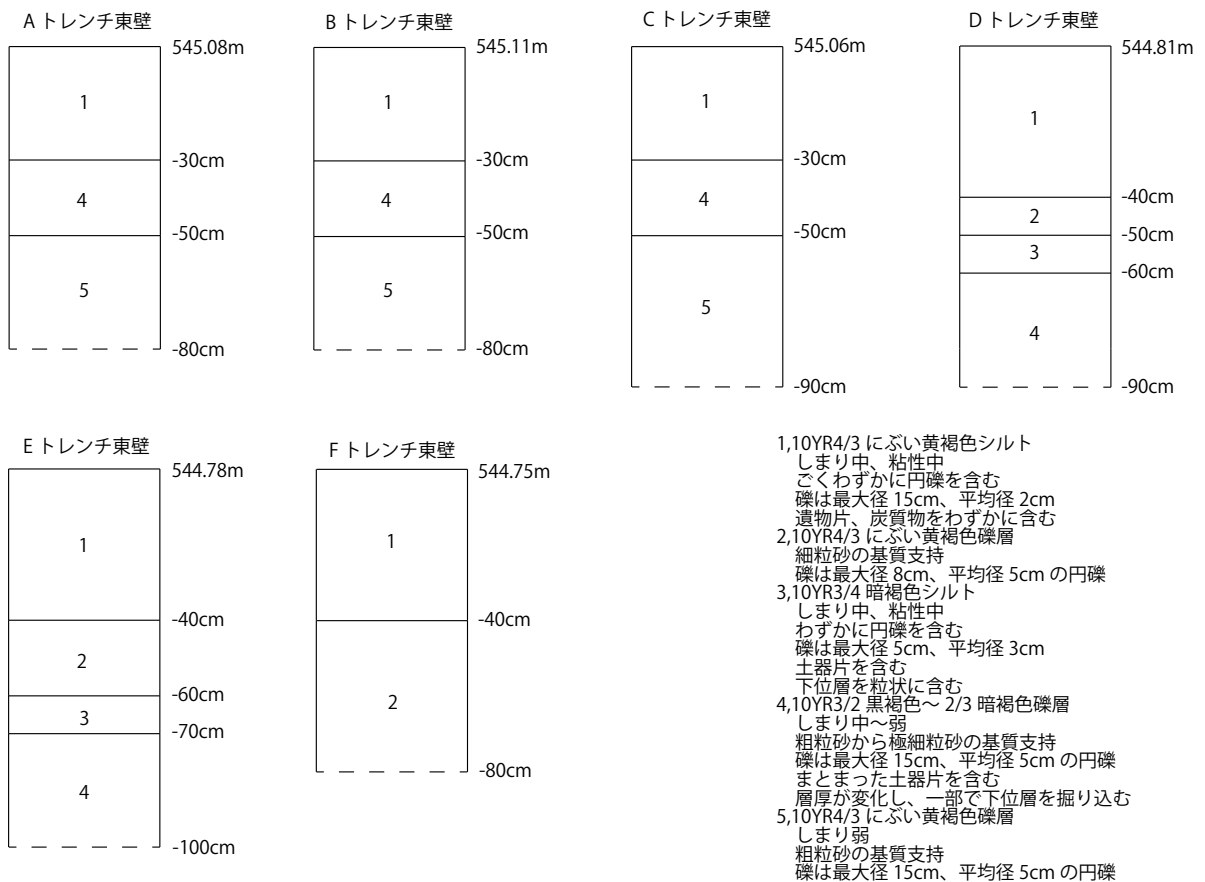 A トレンチ東壁
545.08m
1
-30cm
4
-50cm
5
-80cm
B トレンチ東壁
545.11m
1
-30cm
4
-50cm
5
-80cm
C トレンチ東壁
545.06m
1
-30cm
4
-50cm
5
-90cm
D トレンチ東壁
544.81m
1
-40cm
2
-50cm
3
-60cm
4
-90cm
E トレンチ東壁
544.78m
1
-40cm
2
-60cm
3
-70cm
4
-100cm
F トレンチ東壁
544.75m
1
-40cm
2
-80cm
1,10YR4/3 にぶい黄褐色シルト
しまり中、粘性中
ごくわずかに円礫を含む
礫は最大径 15cm、平均径 2cm
遺物片、炭質物をわずかに含む
2,10YR4/3 にぶい黄褐色礫層
細粒砂の基質支持
礫は最大径 8cm、平均径 5cm の円礫
3,10YR3/4 暗褐色シルト
しまり中、粘性中
わずかに円礫を含む
礫は最大径 5cm、平均径 3cm
土器片を含む
下位層を粒状に含む
4,10YR3/2 黒褐色～ 2/3 暗褐色礫層
しまり中～弱
粗粒砂から極細粒砂の基質支持
礫は最大径 15cm、平均径 5cm の円礫
まとまった土器片を含む
層厚が変化し、一部で下位層を掘り込む
5,10YR4/3 にぶい黄褐色礫層
しまり弱
粗粒砂の基質支持
礫は最大径 15cm、平均径 5cm の円礫